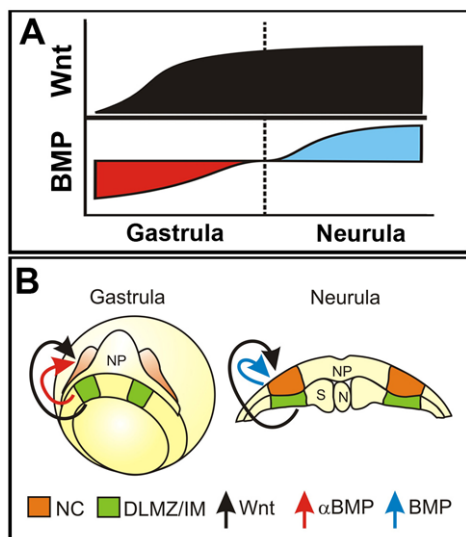 A
Wnt
BMP
Gastrula Neurula
B
Gastrula Neurula
NP NP
S N
NC DLMZ/IM Wnt αBMP BMP